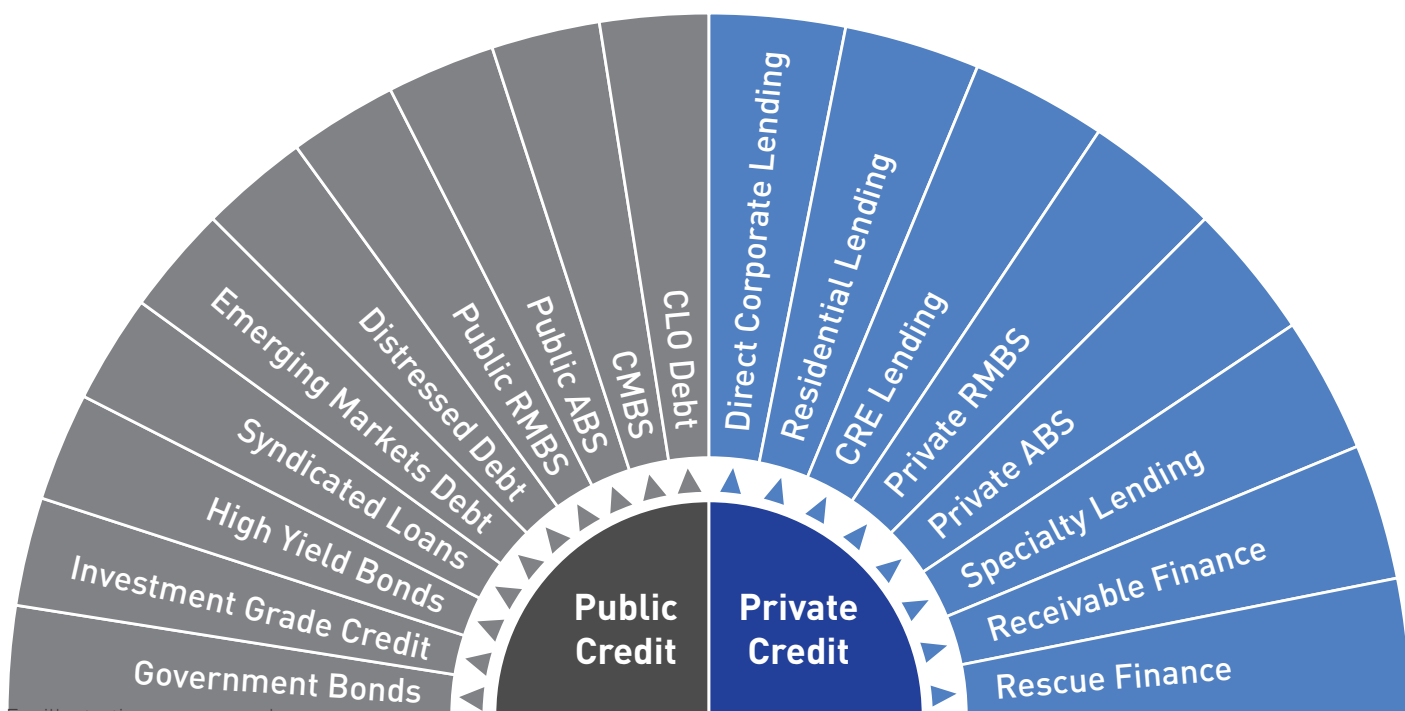 Government Bonds
Investment Grade Credit
High Yield Bonds
Syndicated Loans
Emerging Markets Debt
Distressed Debt
Public RMBS
Public ABS
CMBS
CLO Debt
Direct Corporate Lending
Residential Lending
CRE Lending
Private RMBS
Private ABS
Specialty Lending
Receivable Finance
Rescue Finance
Public
Credit
Private
Credit